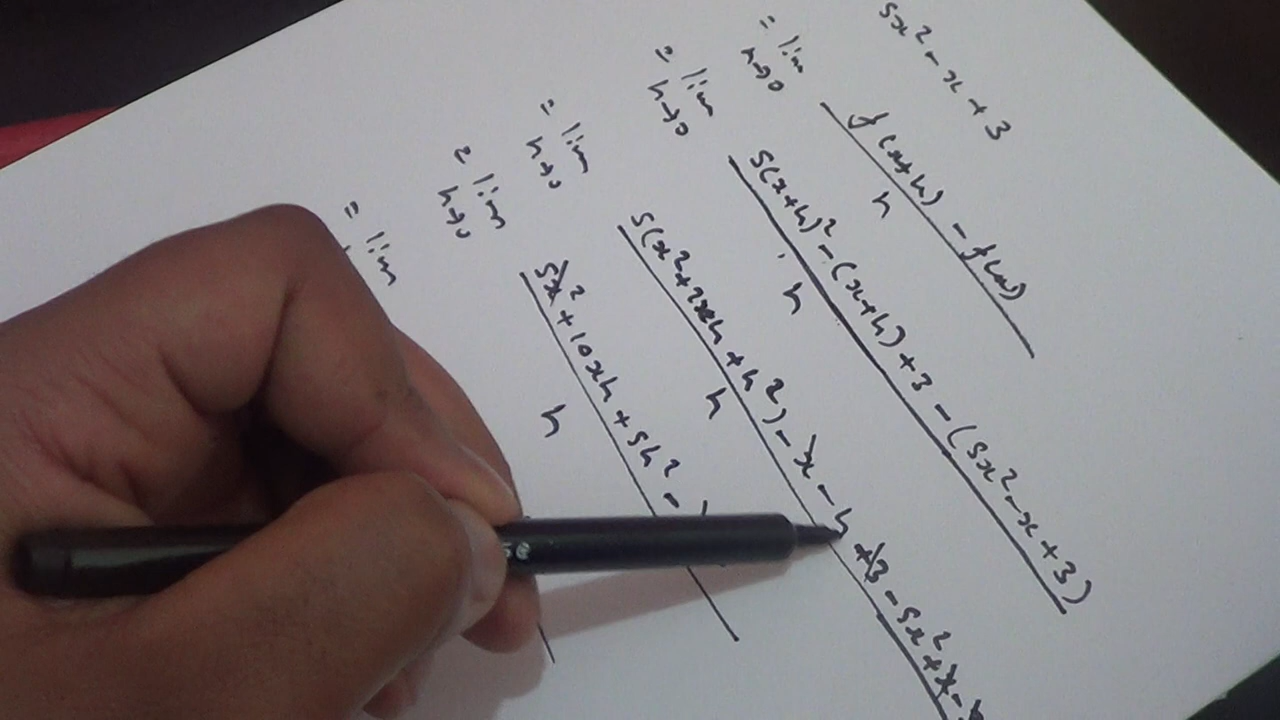 5x² - x + 3
= lim h→0 f(x+h) - f(x) / h
= lim h→0 5(x+h)² - (x+h) + 3 - (5x² - x + 3) / h
= lim h→0 5(x² + 2xh + h²) - x - h + 3 - 5x² + x - / h
= lim h→0 5x² + 10xh + 5h² - / h
= lim